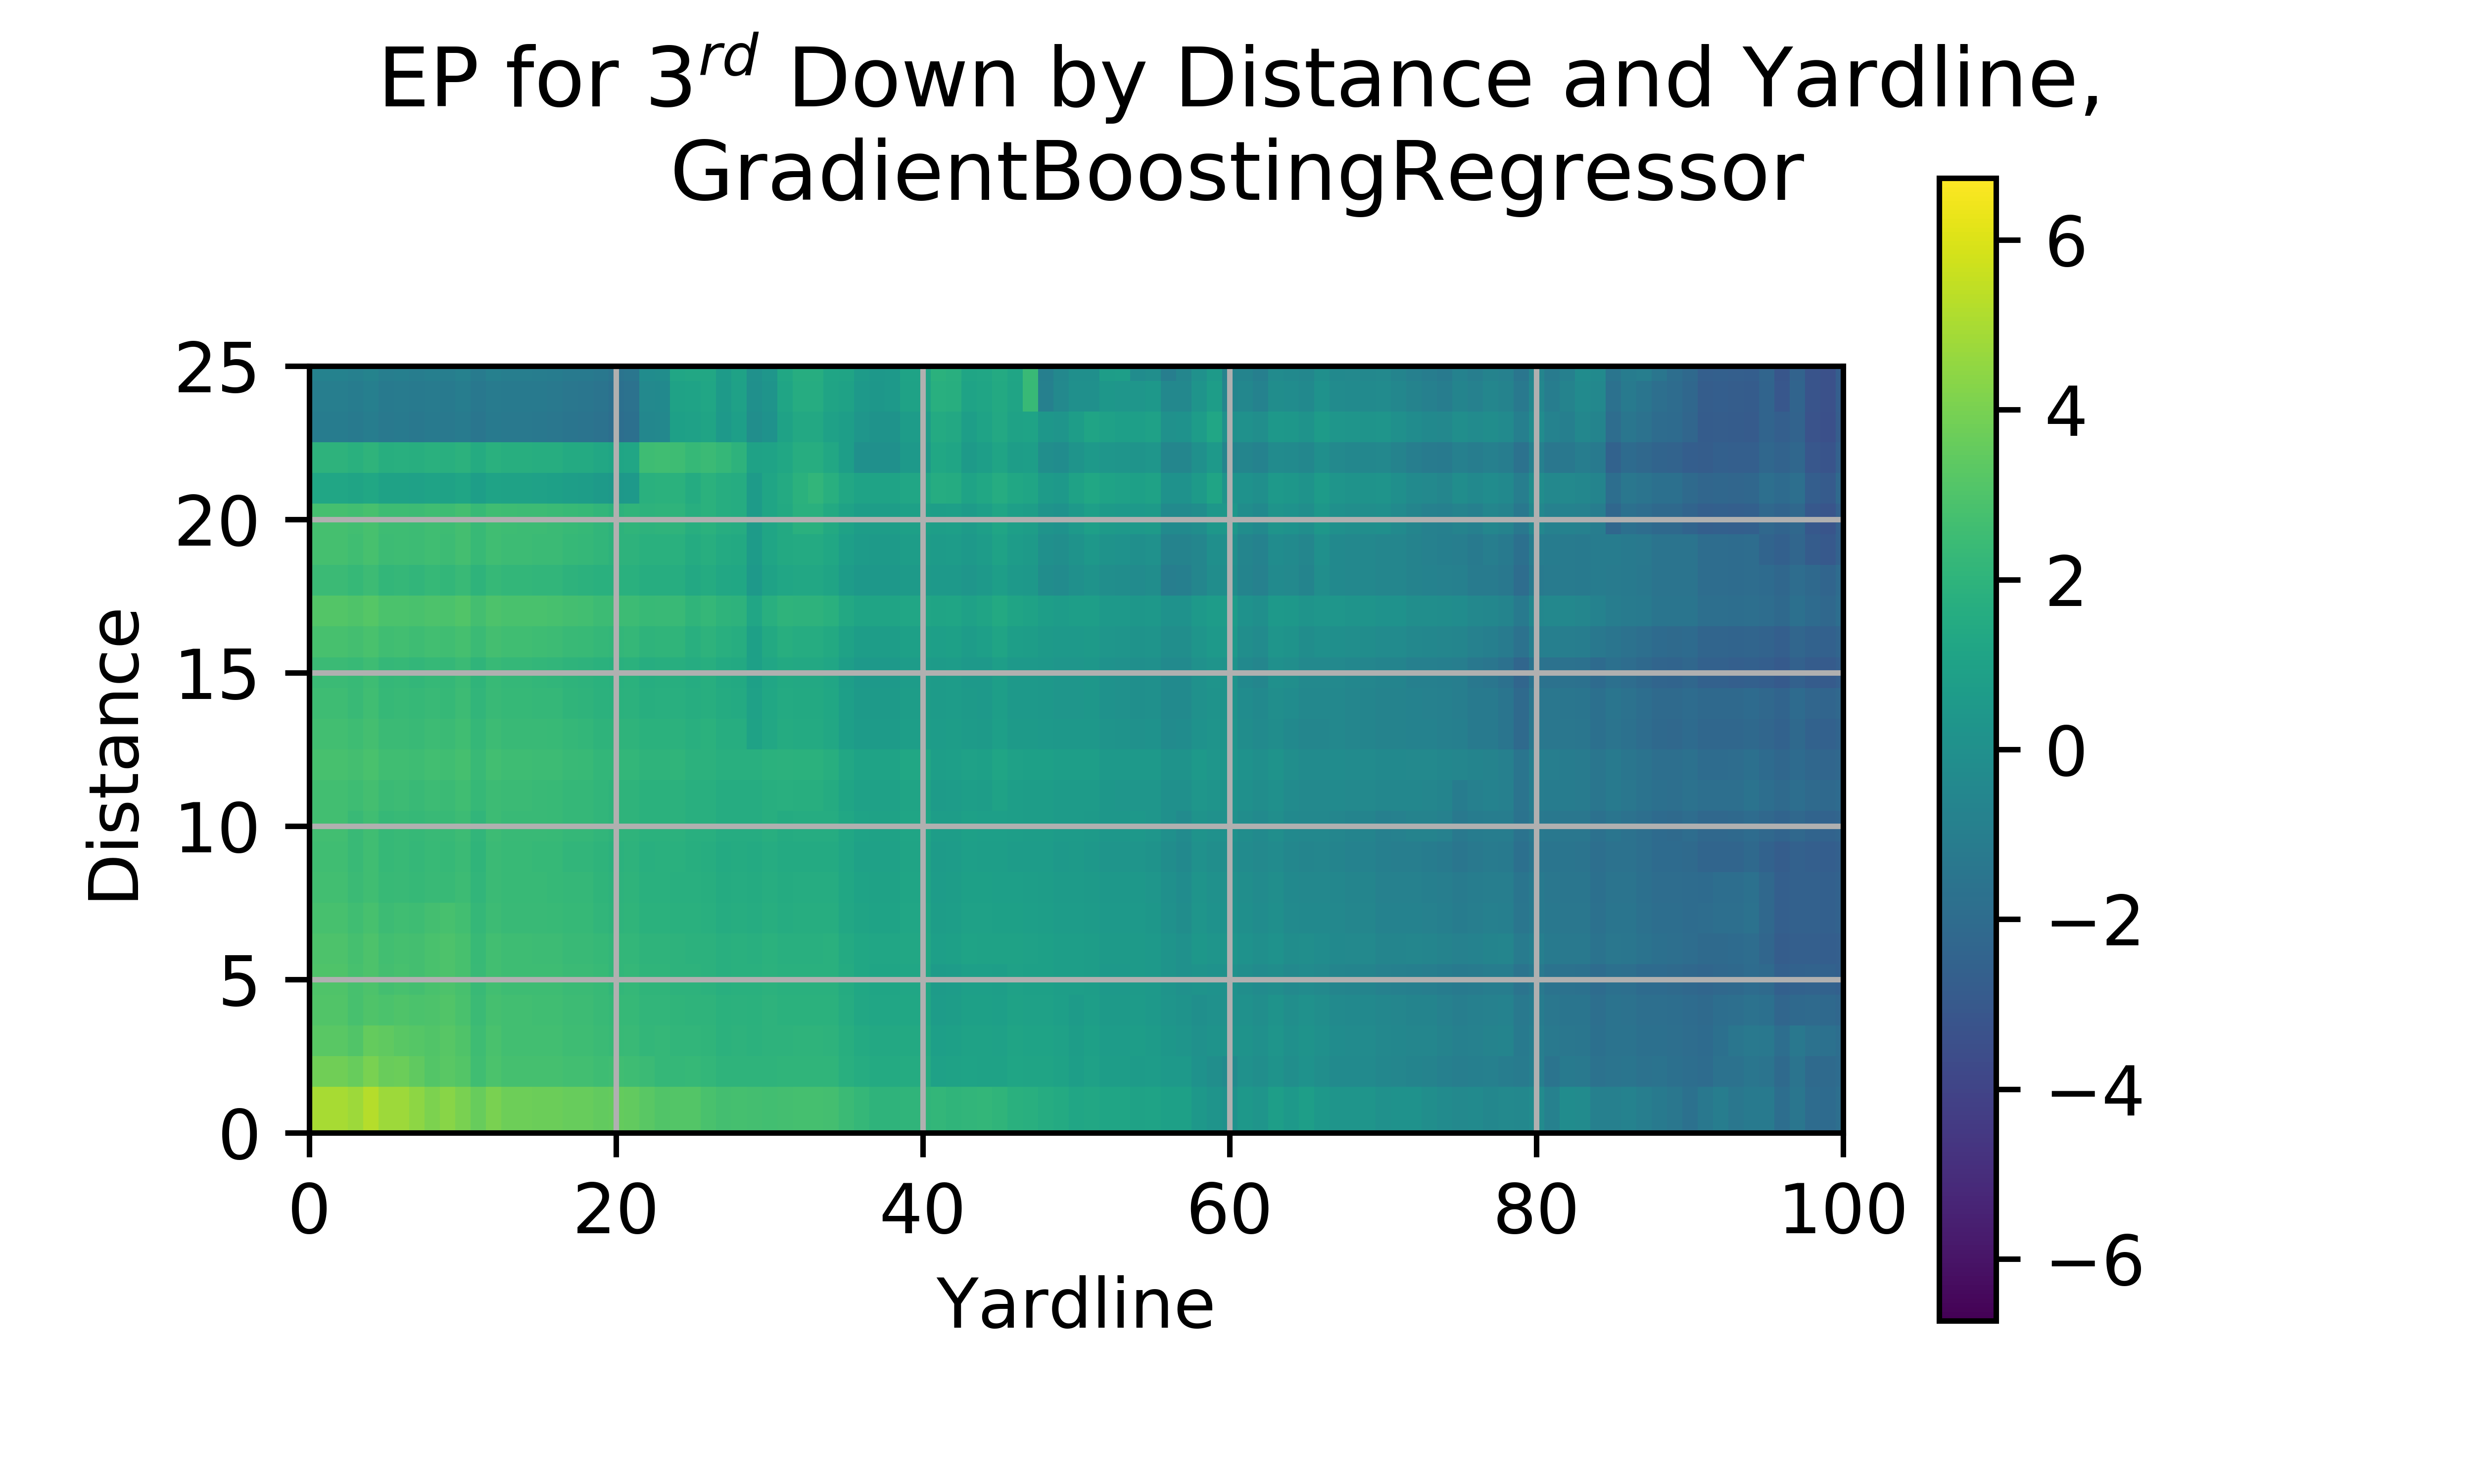 EP for 3rd Down by Distance and Yardline,
GradientBoostingRegressor
25
20
15
10
5
0
Distance
0 20 40 60 80 100
Yardline
6
4
2
0
−2
−4
−6